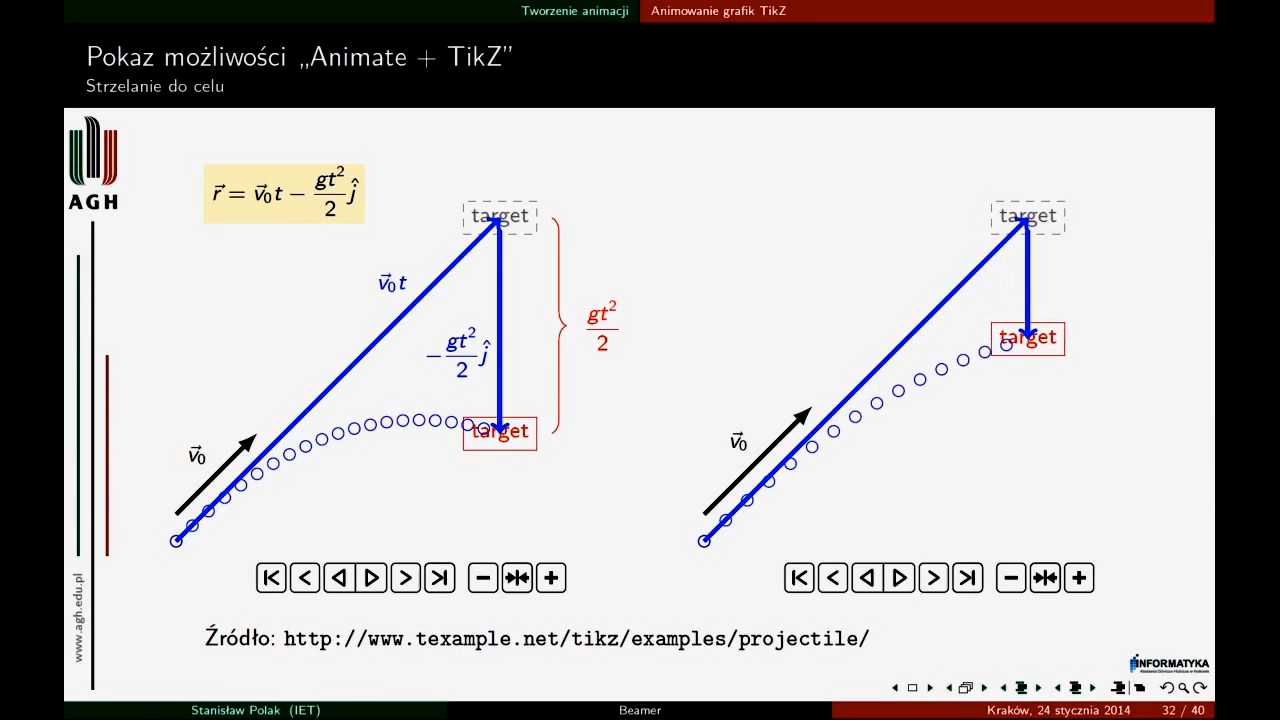 Tworzenie animacji
Animowanie grafik TikZ
Pokaz możliwości „Animate + TikZ”
Strzelanie do celu
AGH
www.agh.edu.pl
r⃗ = v⃗₀t − gt²/2 ĵ
target
v⃗₀t
gt²/2
−gt²/2 ĵ
target
v⃗₀
target
target
v⃗₀
Źródło: http://www.texample.net/tikz/examples/projectile/
INFORMATYKA
Stanisław Polak (IET)
Beamer
Kraków, 24 stycznia 2014
32 / 40